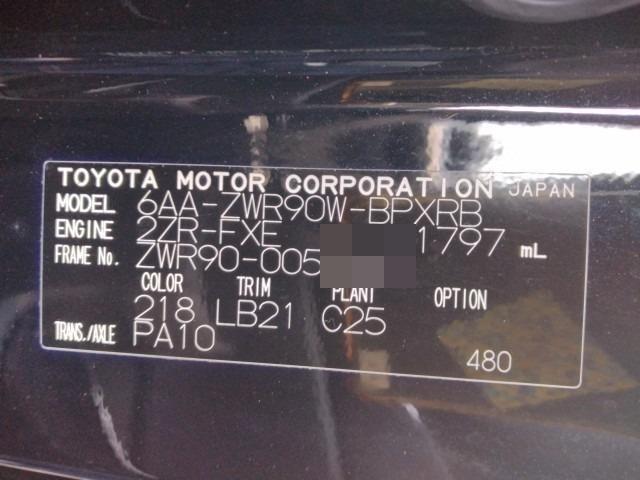 TOYOTA MOTOR CORPORATION JAPAN
MODEL 6AA-ZWR90W-BPXRB
ENGINE 2ZR-FXE 1797 mL
FRAME No. ZWR90-005
COLOR TRIM PLANT OPTION
218 LB21 C25
TRANS./AXLE PA10
480